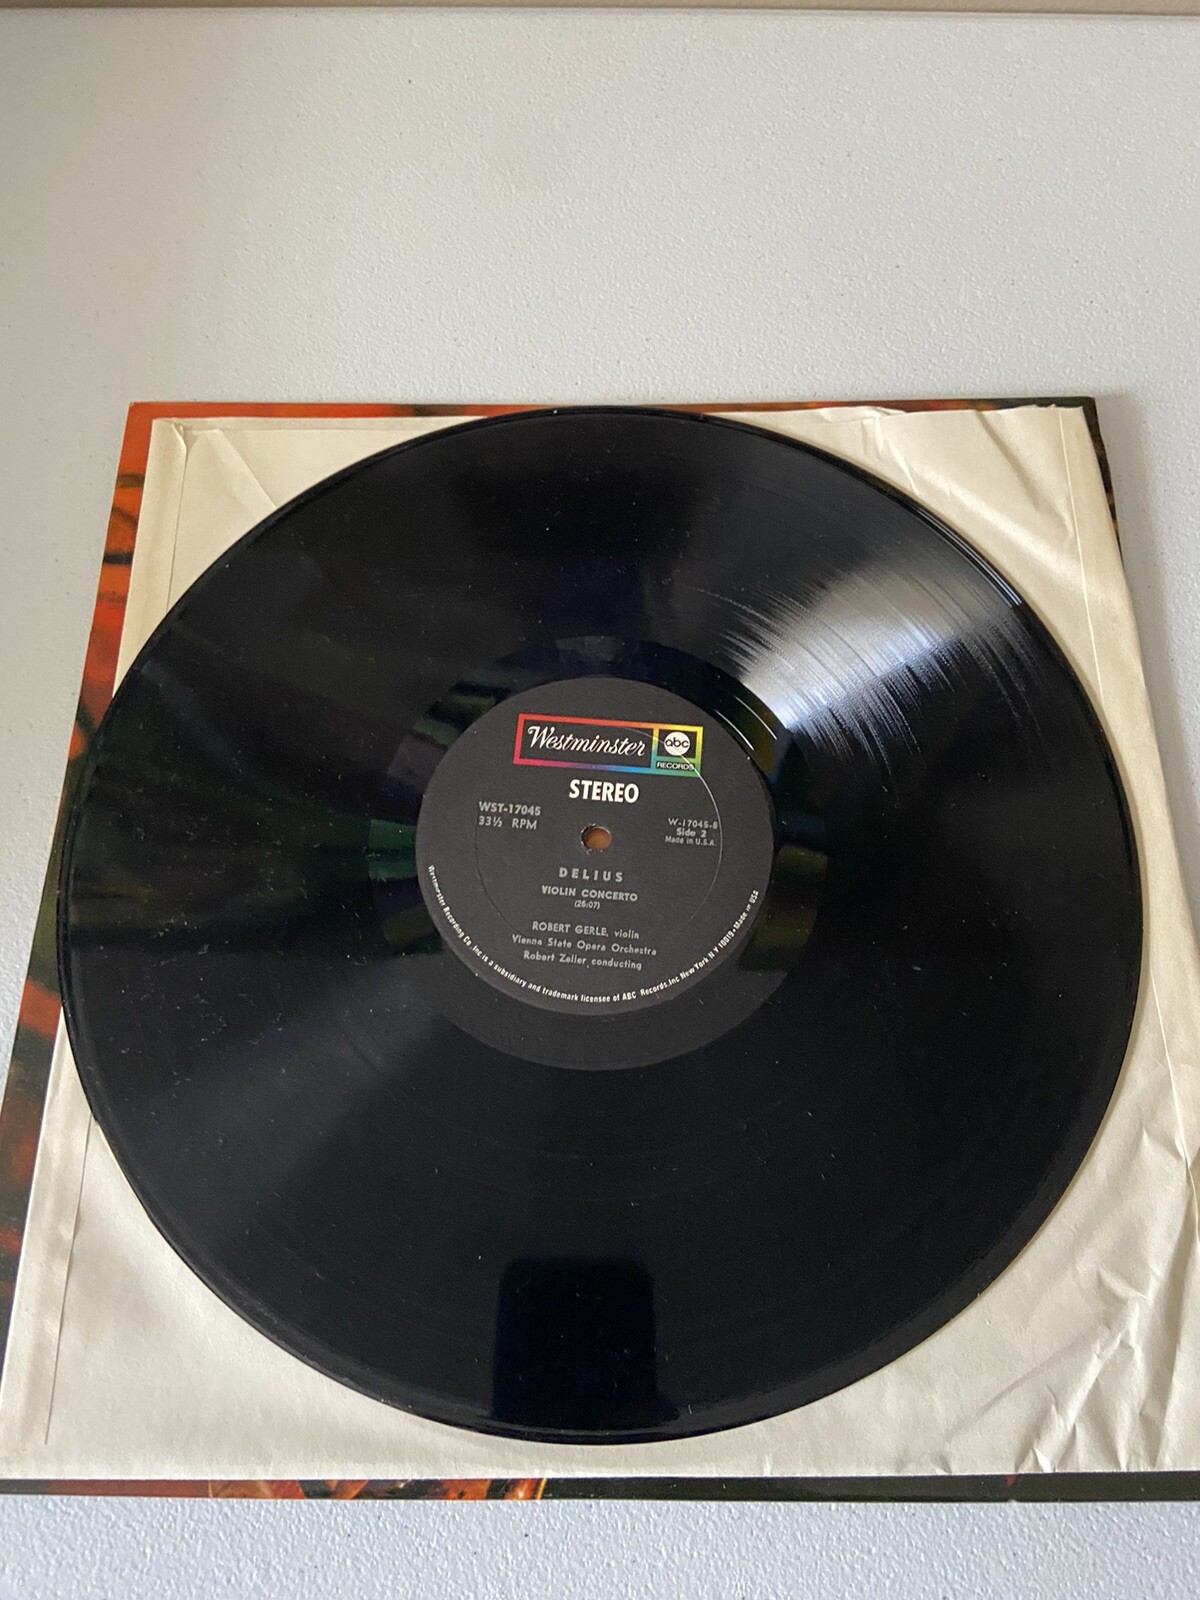 Westminster abc RECORDS
STEREO
WST-17045
33⅓ RPM
W-17045-B
Side 2
Made in U.S.A.
DELIUS
VIOLIN CONCERTO
(26:07)
ROBERT GERLE, violin
Vienna State Opera Orchestra
Robert Zeller, conducting
Westminster Recording Co., Inc. is a subsidiary and trademark licensee of ABC Records, Inc. New York N Y 10019 • Made in USA